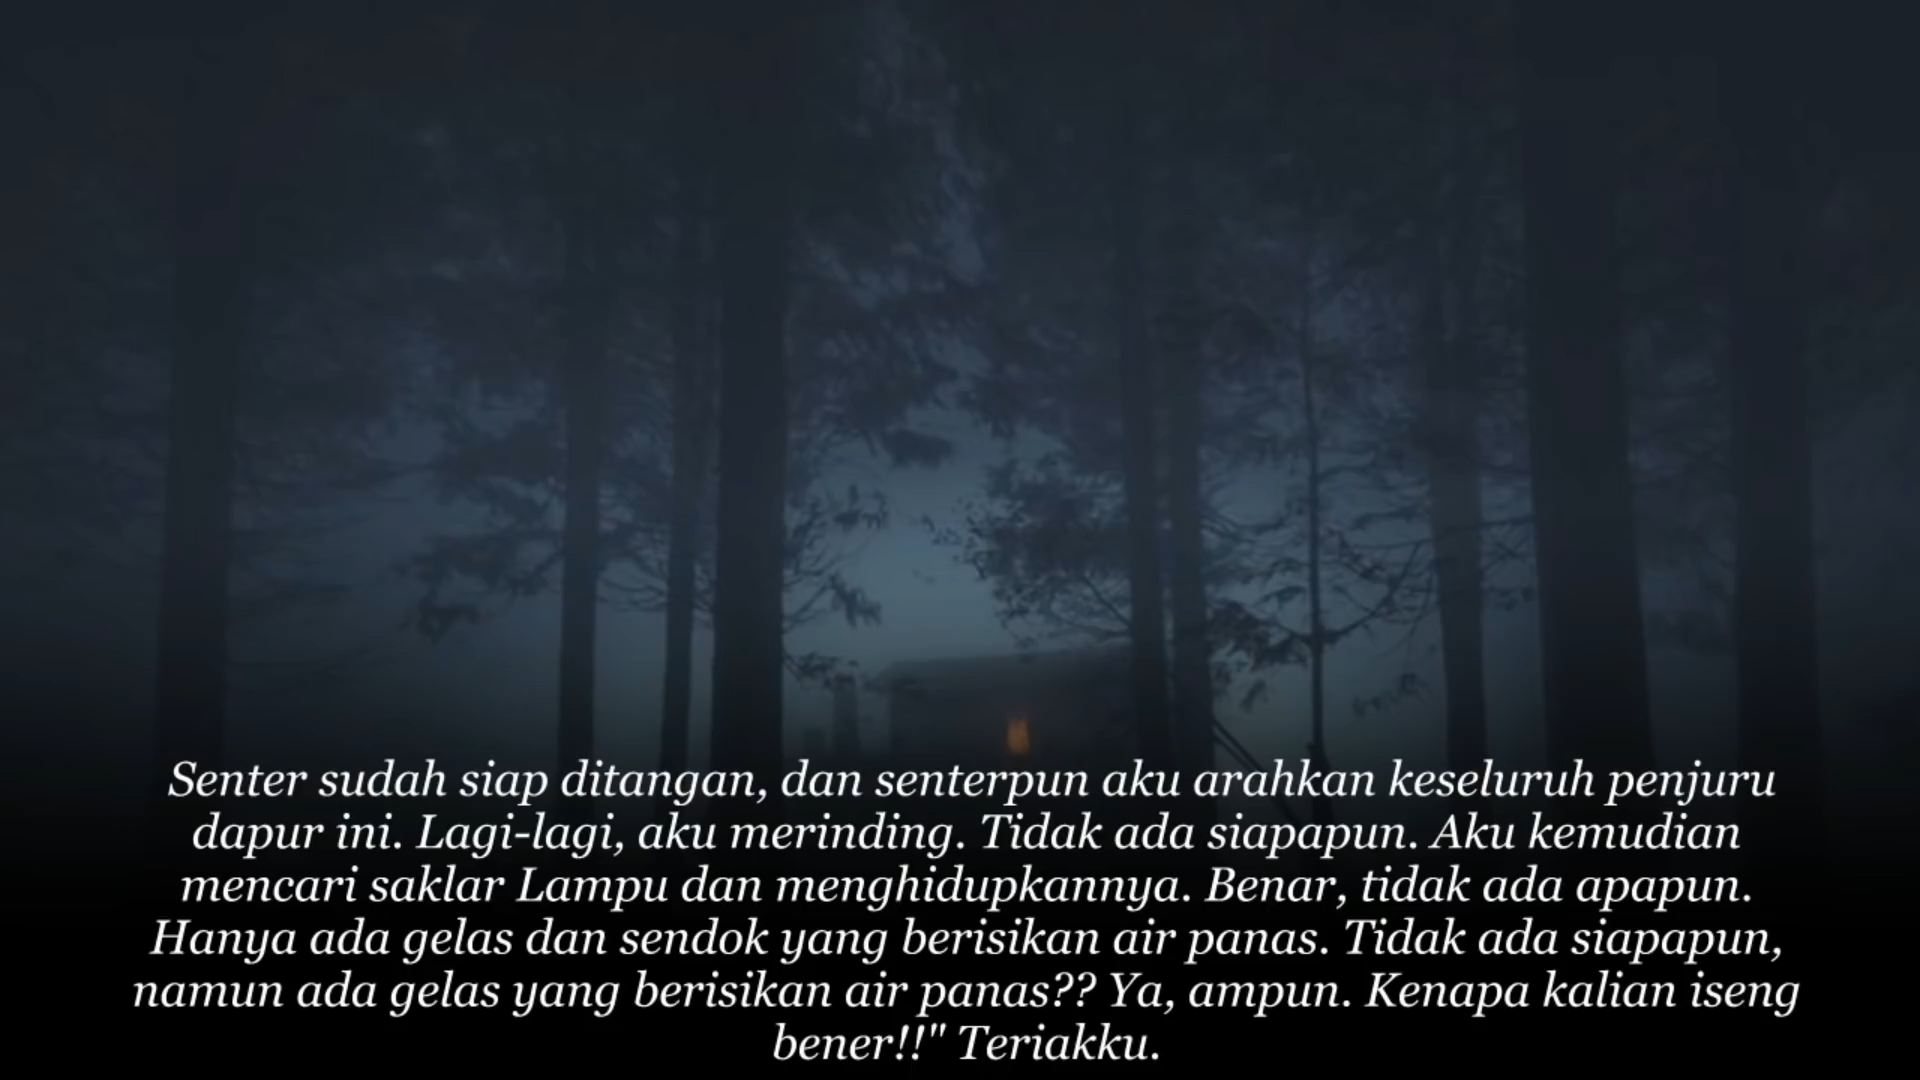 Senter sudah siap ditangan, dan senterpun aku arahkan keseluruh penjuru
dapur ini. Lagi-lagi, aku merinding. Tidak ada siapapun. Aku kemudian
mencari saklar Lampu dan menghidupkannya. Benar, tidak ada apapun.
Hanya ada gelas dan sendok yang berisikan air panas. Tidak ada siapapun,
namun ada gelas yang berisikan air panas?? Ya, ampun. Kenapa kalian iseng
bener!!" Teriakku.